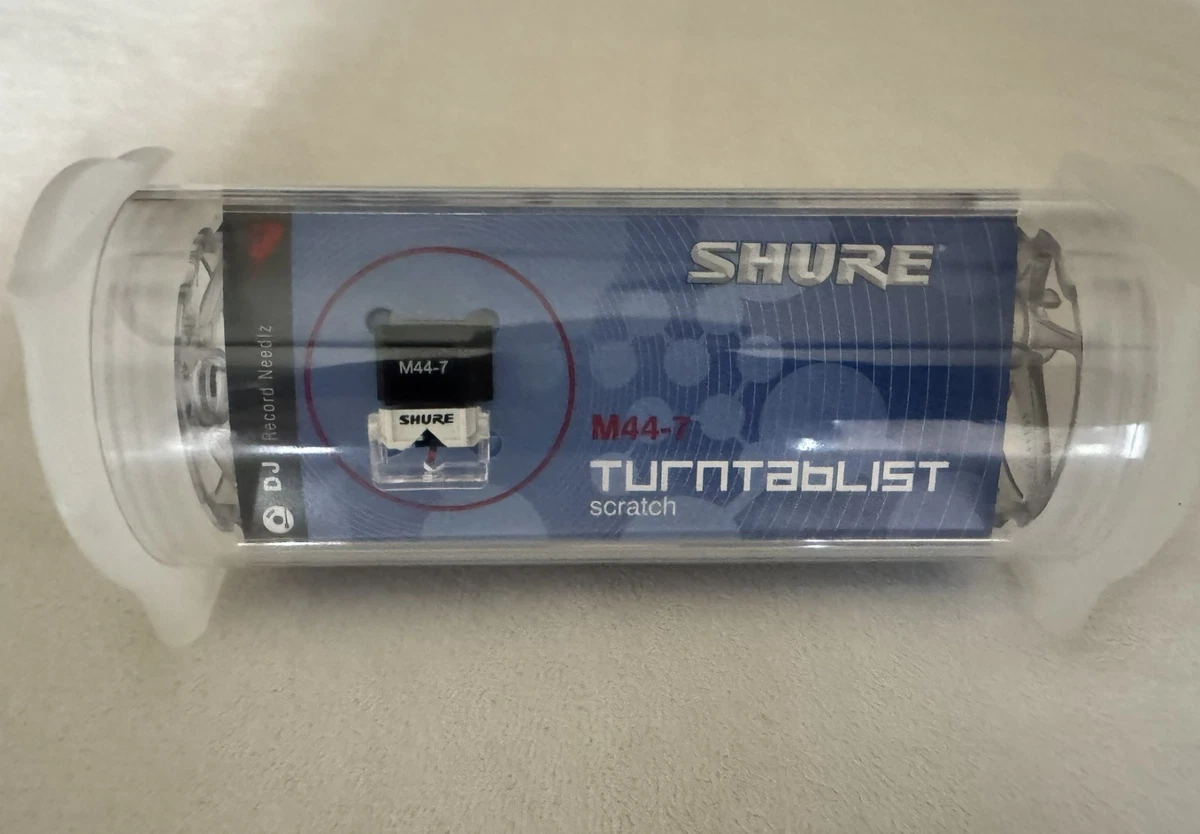 DJ Record Needlz
M44-7
SHURE
SHURE
M44-7
TURNTABLIST
scratch